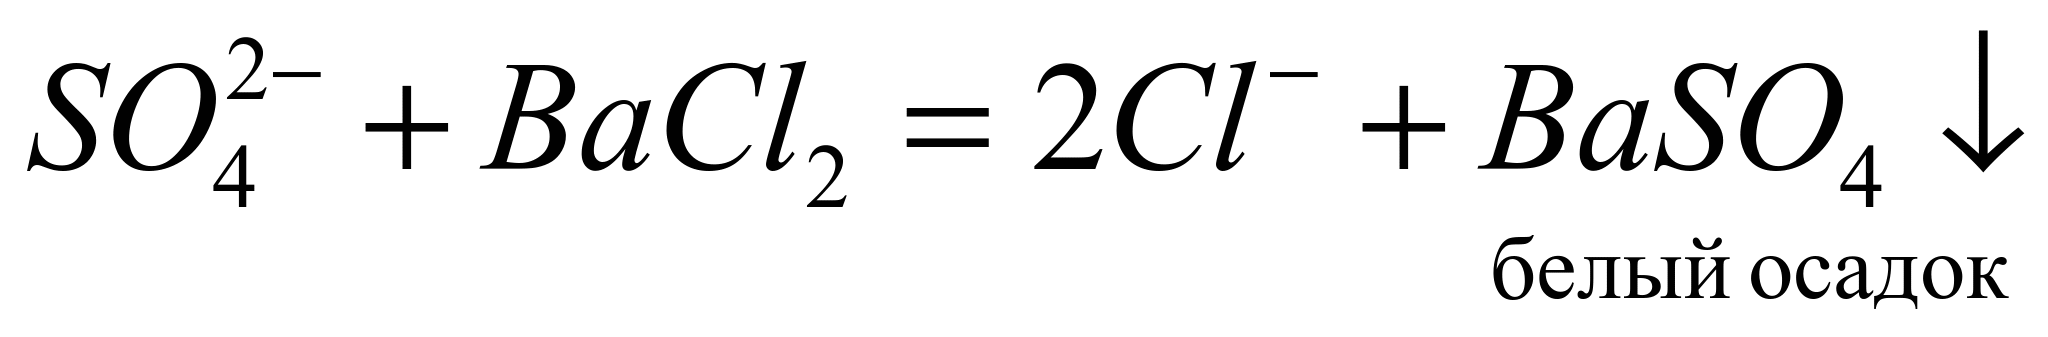 SO₄²⁻ + BaCl₂ = 2Cl⁻ + BaSO₄ ↓
белый осадок